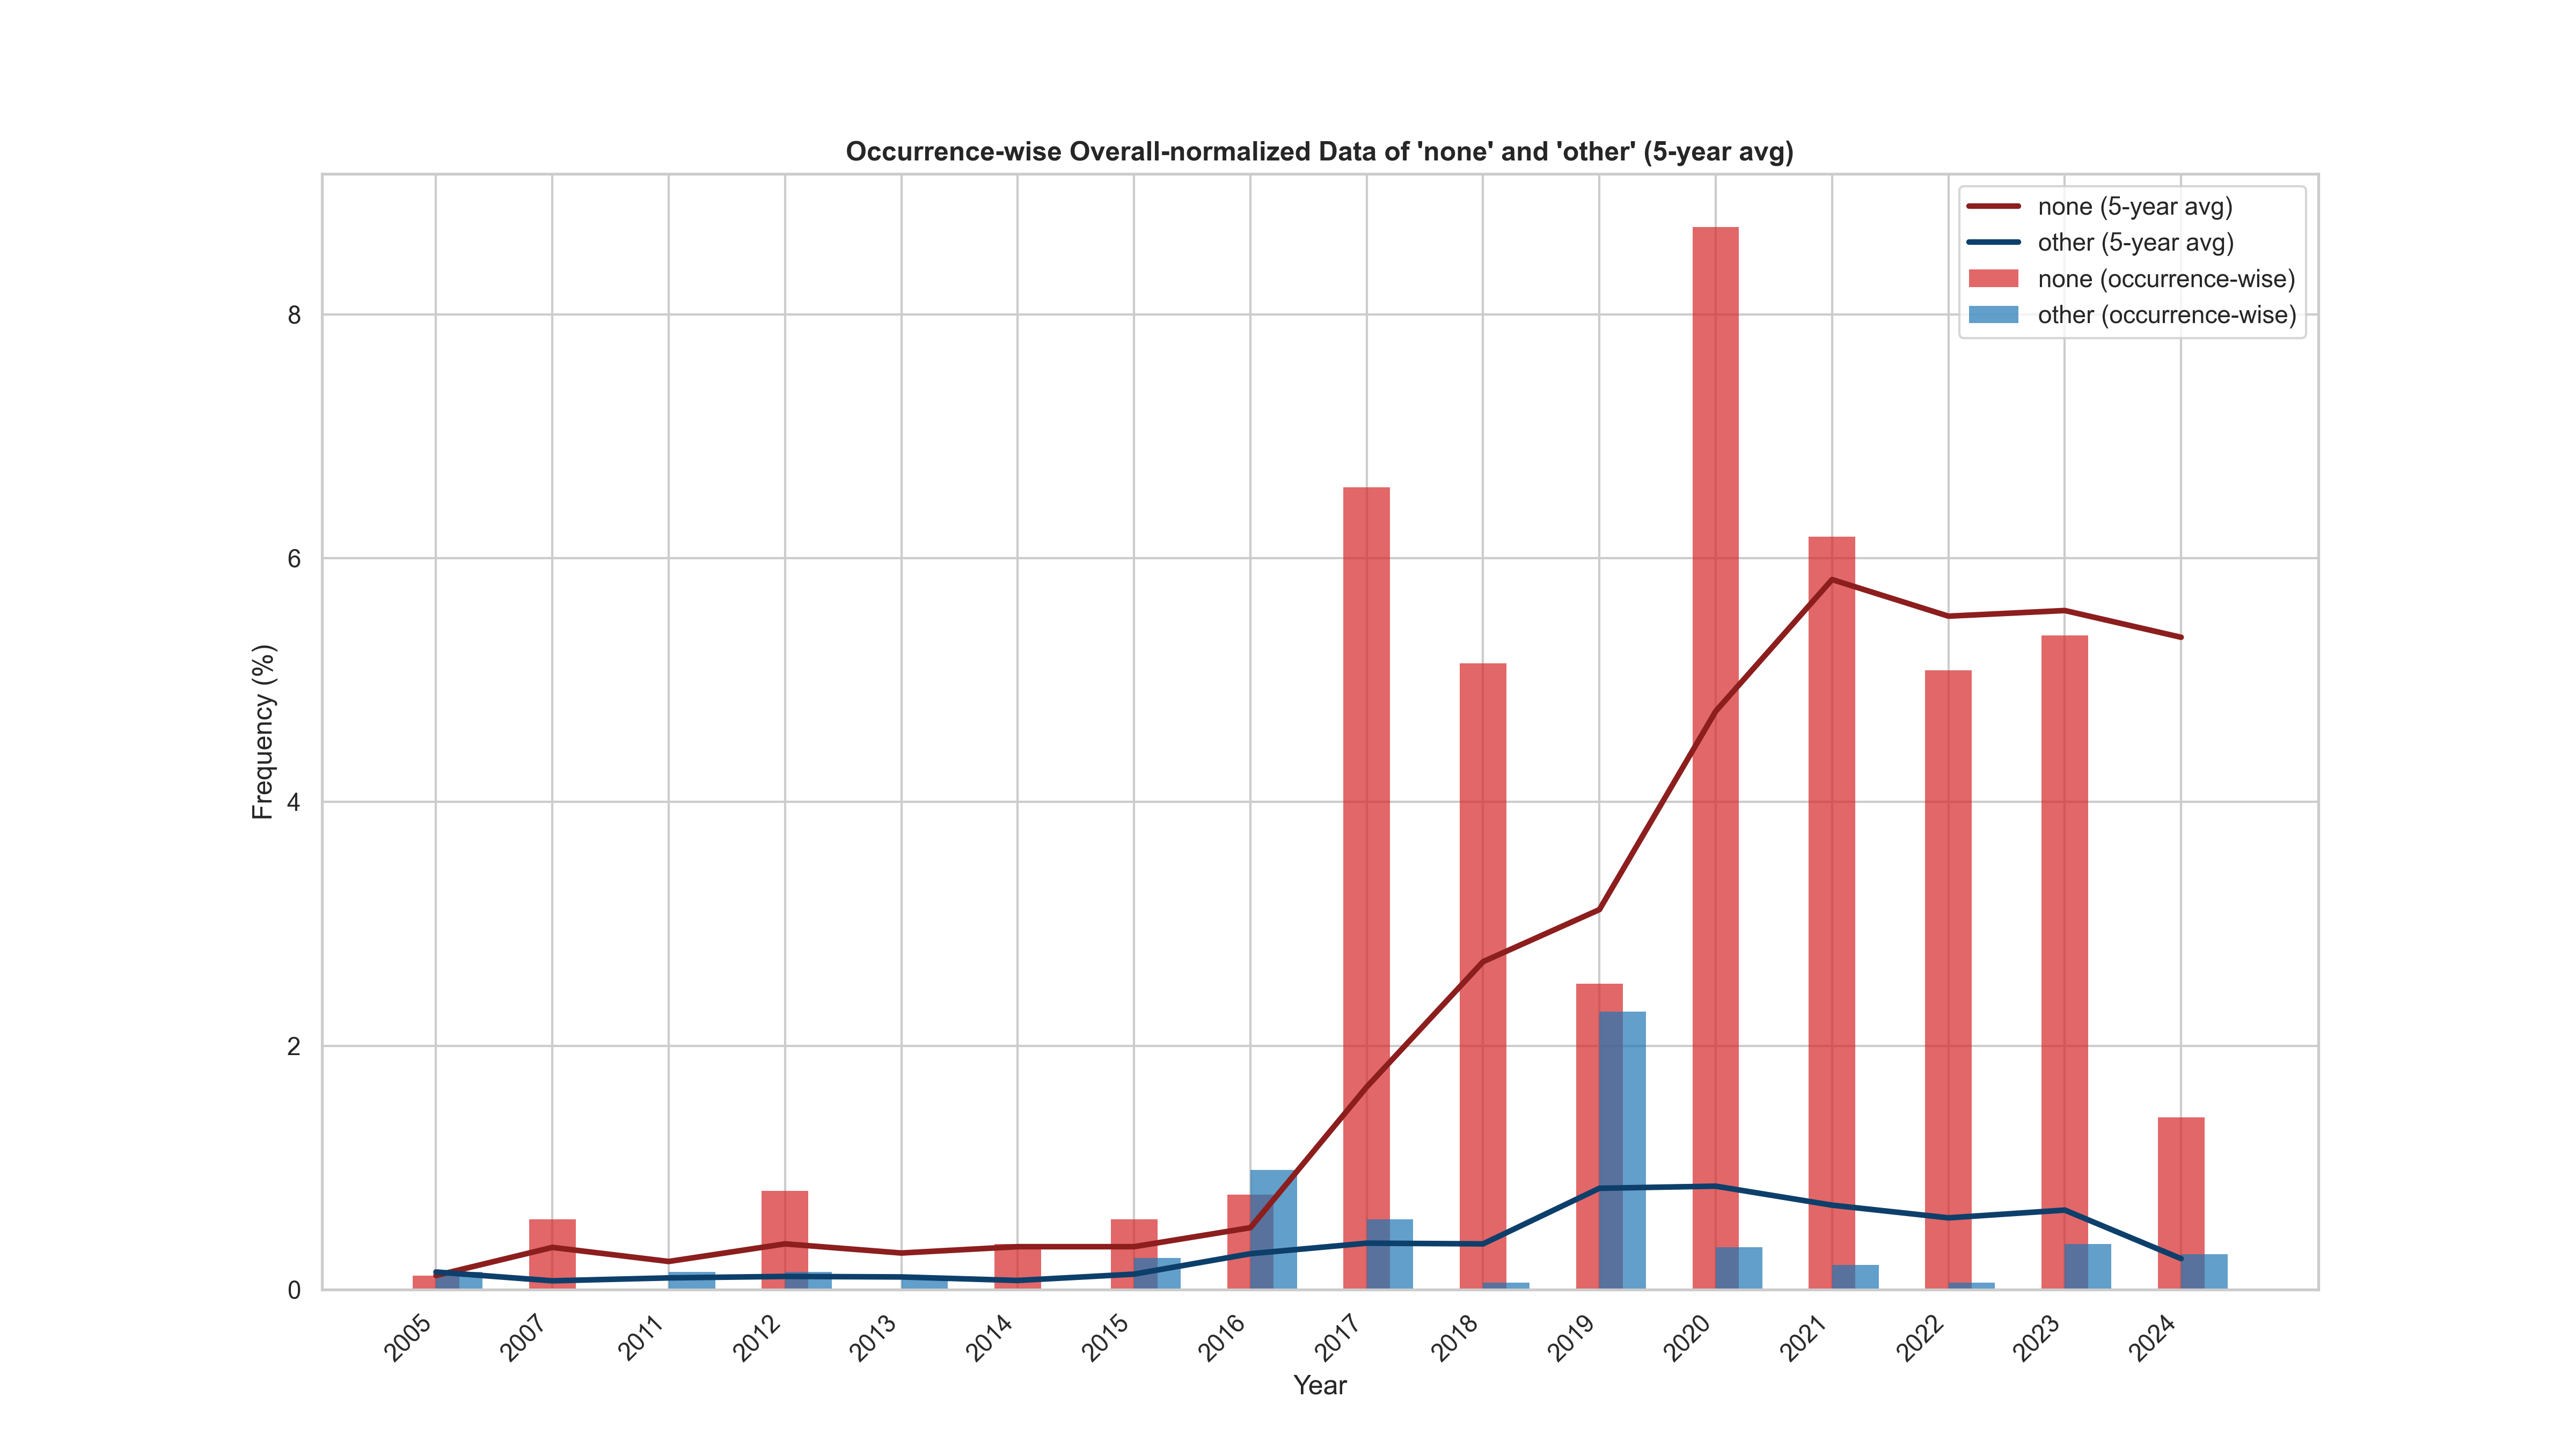 Occurrence-wise Overall-normalized Data of 'none' and 'other' (5-year avg)
none (5-year avg)
other (5-year avg)
none (occurrence-wise)
other (occurrence-wise)
Frequency (%)
8
6
4
2
0
2005 2007 2011 2012 2013 2014 2015 2016 2017 2018 2019 2020 2021 2022 2023 2024
Year